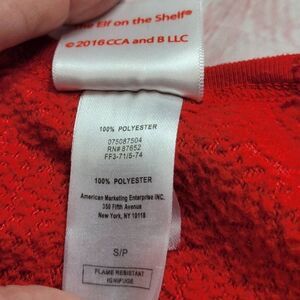 The Elf on the Shelf®
©2016 CCA and B LLC
100% POLYESTER
075087504
RN# 87652
FF3-71/5-74
100% POLYESTER
American Marketing Enterprise INC.
350 Fifth Avenue
New York, NY 10118
S/P
FLAME RESISTANT
IGNIFUGE